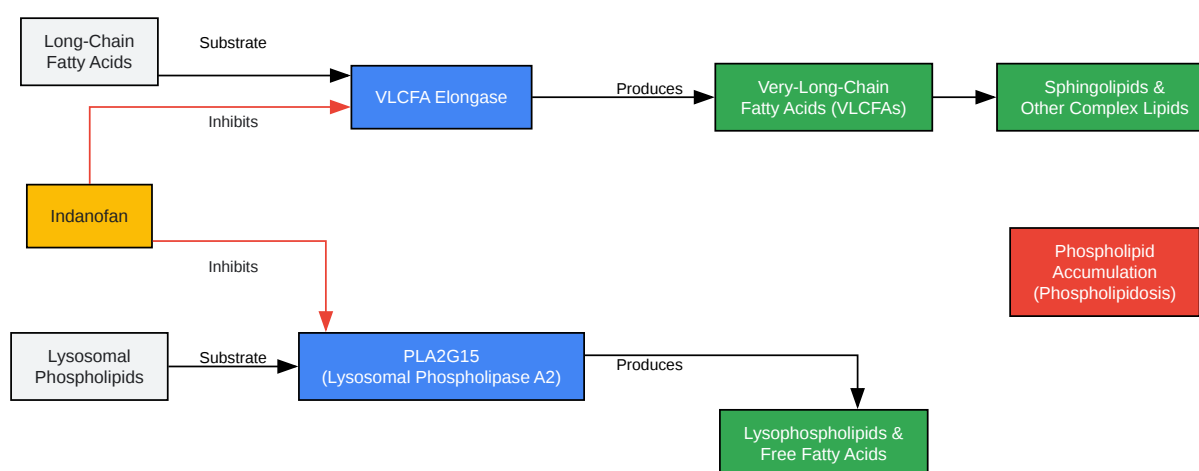 Long-Chain
Fatty Acids
Substrate
VLCFA Elongase
Produces
Very-Long-Chain
Fatty Acids (VLCFAs)
Sphingolipids &
Other Complex Lipids
Inhibits
Indanofan
Inhibits
Phospholipid
Accumulation
(Phospholipidosis)
Lysosomal
Phospholipids
Substrate
PLA2G15
(Lysosomal Phospholipase A2)
Produces
Lysophospholipids &
Free Fatty Acids